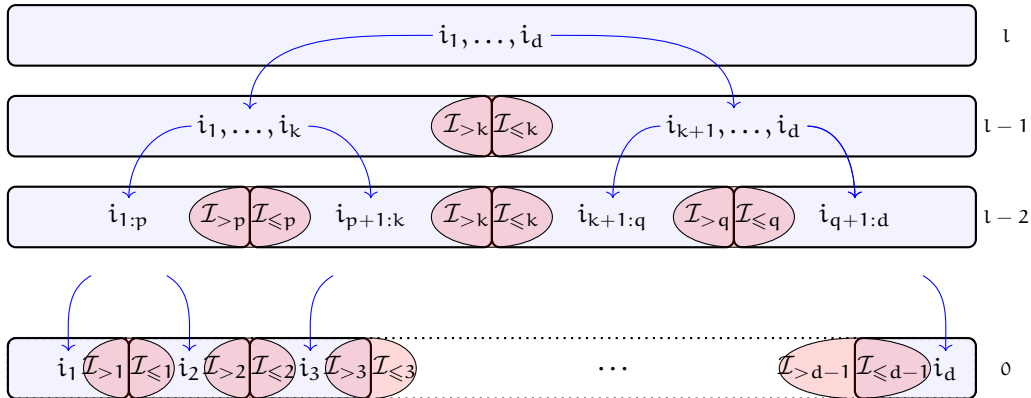 i₁, …, i_d l
i₁, …, i_k ℐ_{>k} ℐ_{⩽k} i_{k+1}, …, i_d l − 1
i_{1:p} ℐ_{>p} ℐ_{⩽p} i_{p+1:k} ℐ_{>k} ℐ_{⩽k} i_{k+1:q} ℐ_{>q} ℐ_{⩽q} i_{q+1:d} l − 2
i₁ ℐ_{>1} ℐ_{⩽1} i₂ ℐ_{>2} ℐ_{⩽2} i₃ ℐ_{>3} ℐ_{⩽3} ⋯ ℐ_{>d−1} ℐ_{⩽d−1} i_d 0